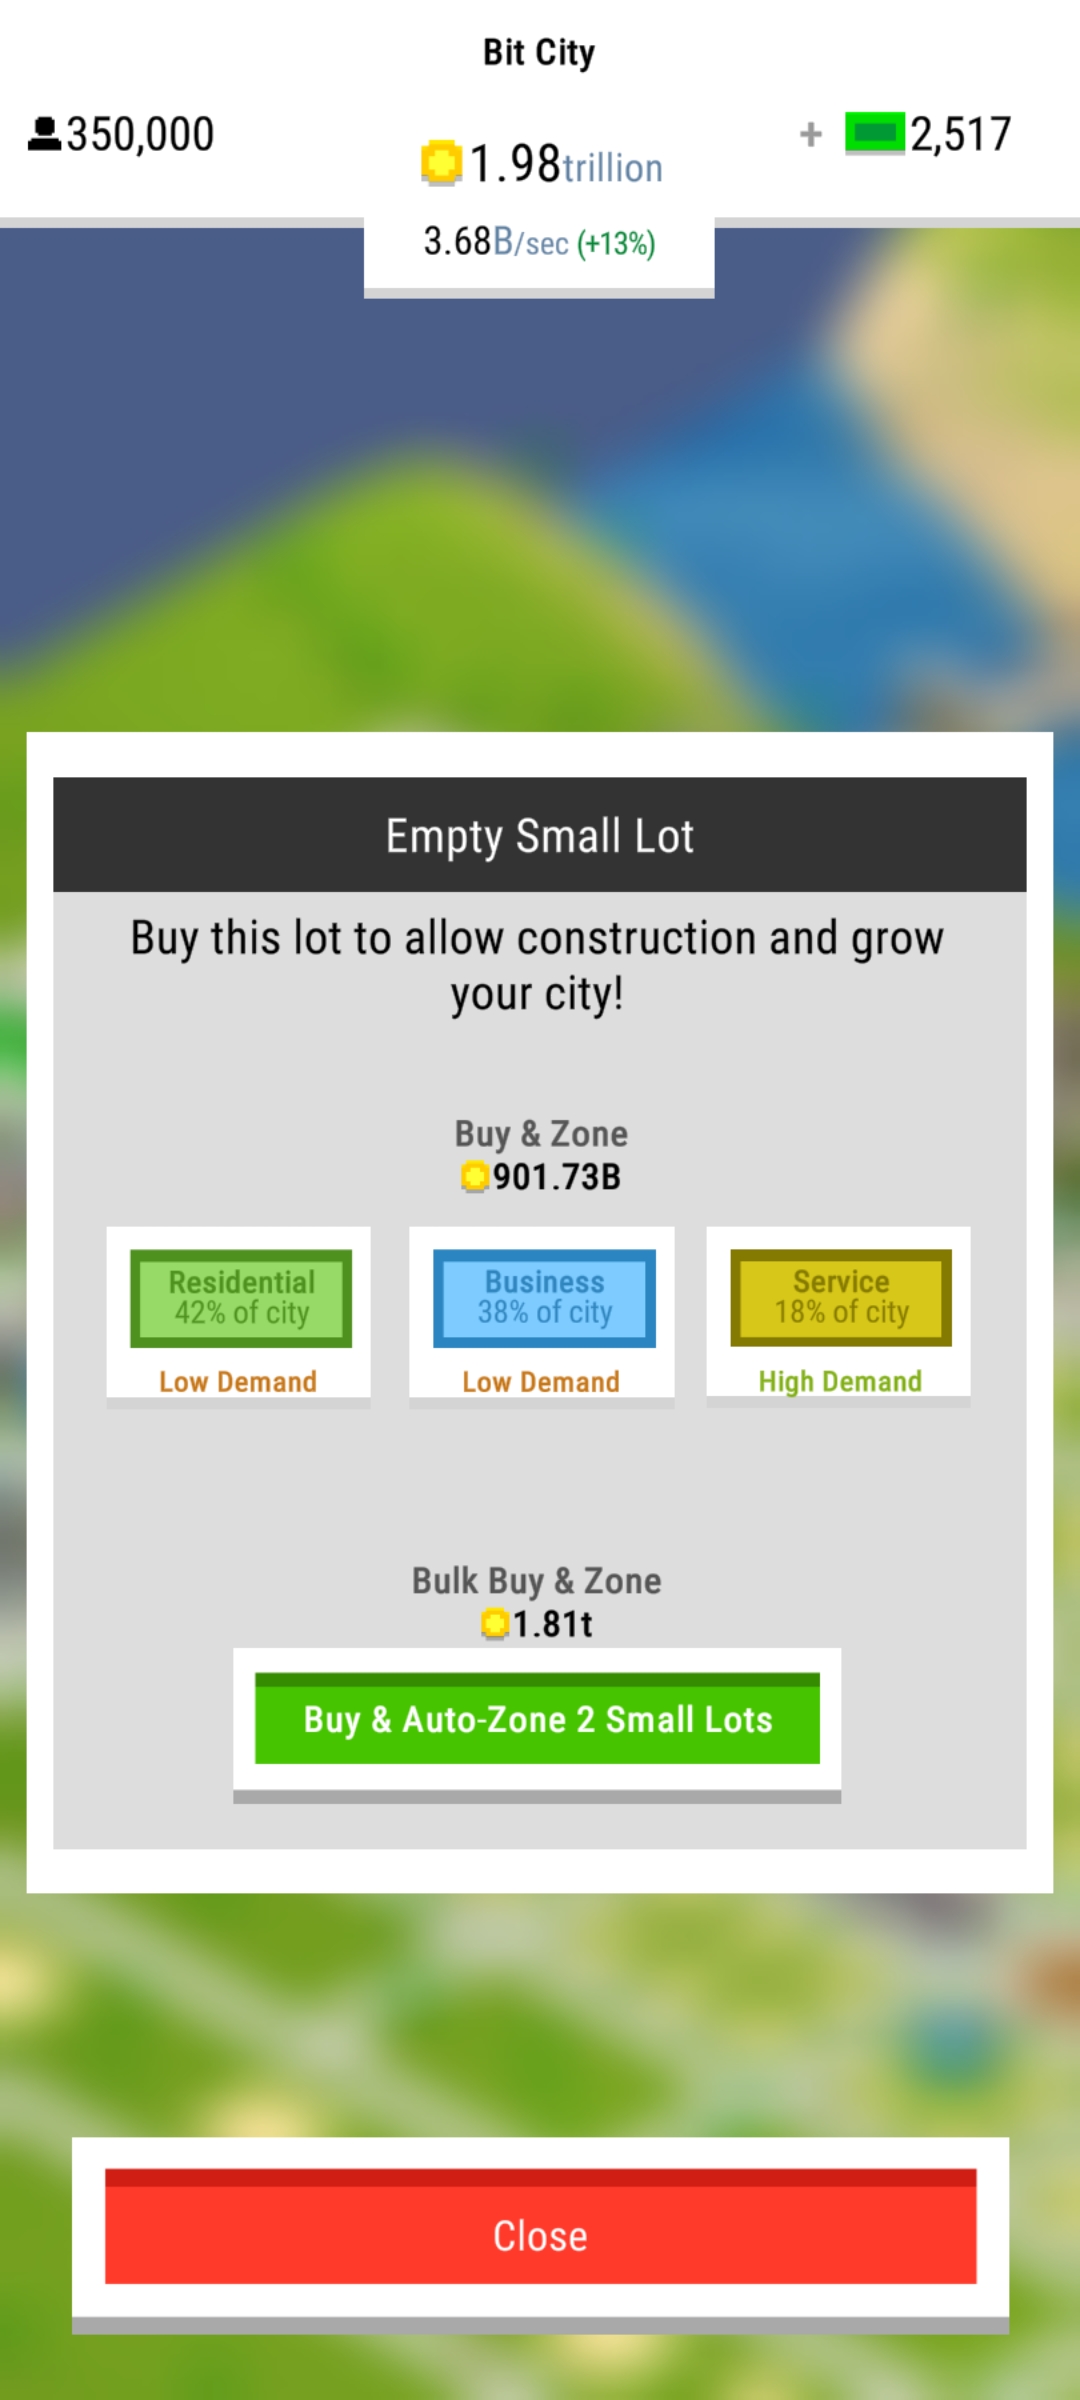 Bit City
350,000
1.98trillion
+ 2,517
3.68B/sec (+13%)
Empty Small Lot
Buy this lot to allow construction and grow
your city!
Buy & Zone
901.73B
Residential
42% of city
Low Demand
Business
38% of city
Low Demand
Service
18% of city
High Demand
Bulk Buy & Zone
1.81t
Buy & Auto-Zone 2 Small Lots
Close